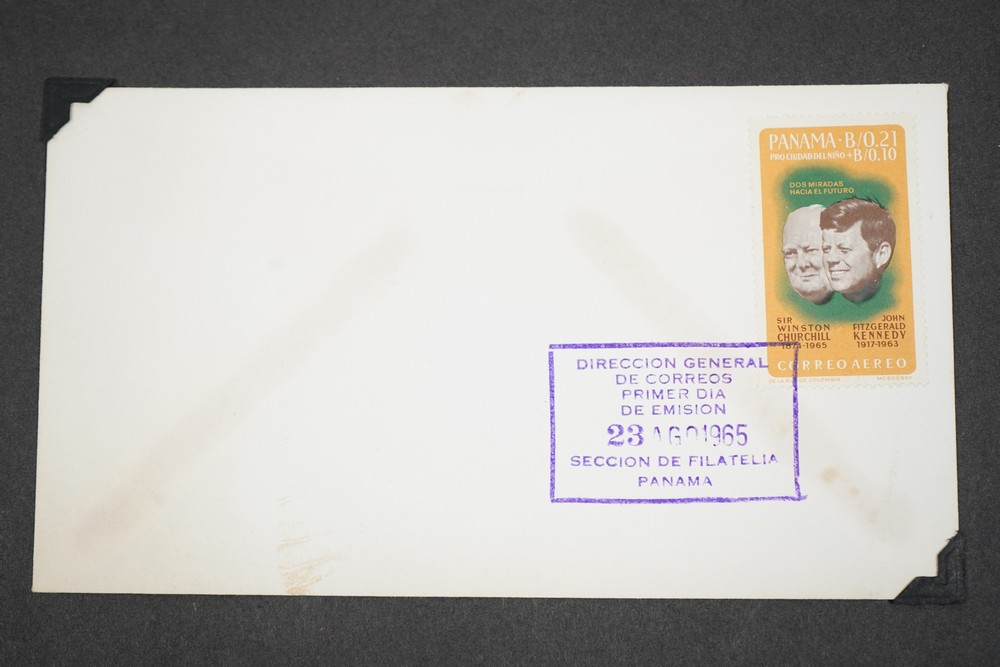 PANAMA · B/0.21
PRO CIUDAD DEL NIÑO + B/0.10
DOS MIRADAS
HACIA EL FUTURO
SIR
WINSTON
CHURCHILL
1874-1965
JOHN
FITZGERALD
KENNEDY
1917-1963
CORREO AEREO
DE COLOMBIA
DIRECCION GENERAL
DE CORREOS
PRIMER DIA
DE EMISION
23 AGO 1965
SECCION DE FILATELIA
PANAMA